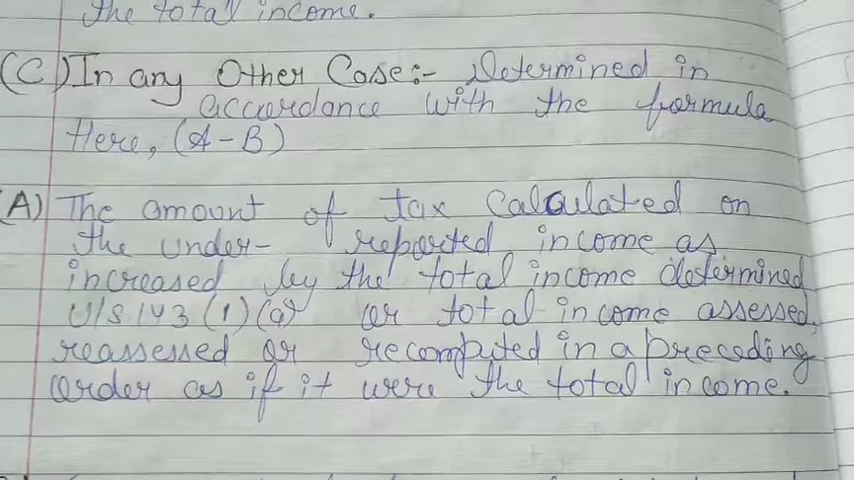 the total income.
(C) In any Other Case:- Determined in
accordance with the formula
Here, (A-B)
(A) The amount of tax Calculated on
the under- reported income as
increased by the total income determined
U/S 143 (1) (a) or total income assessed,
reassessed or recomputed in a preceding
order as if it were the total income.